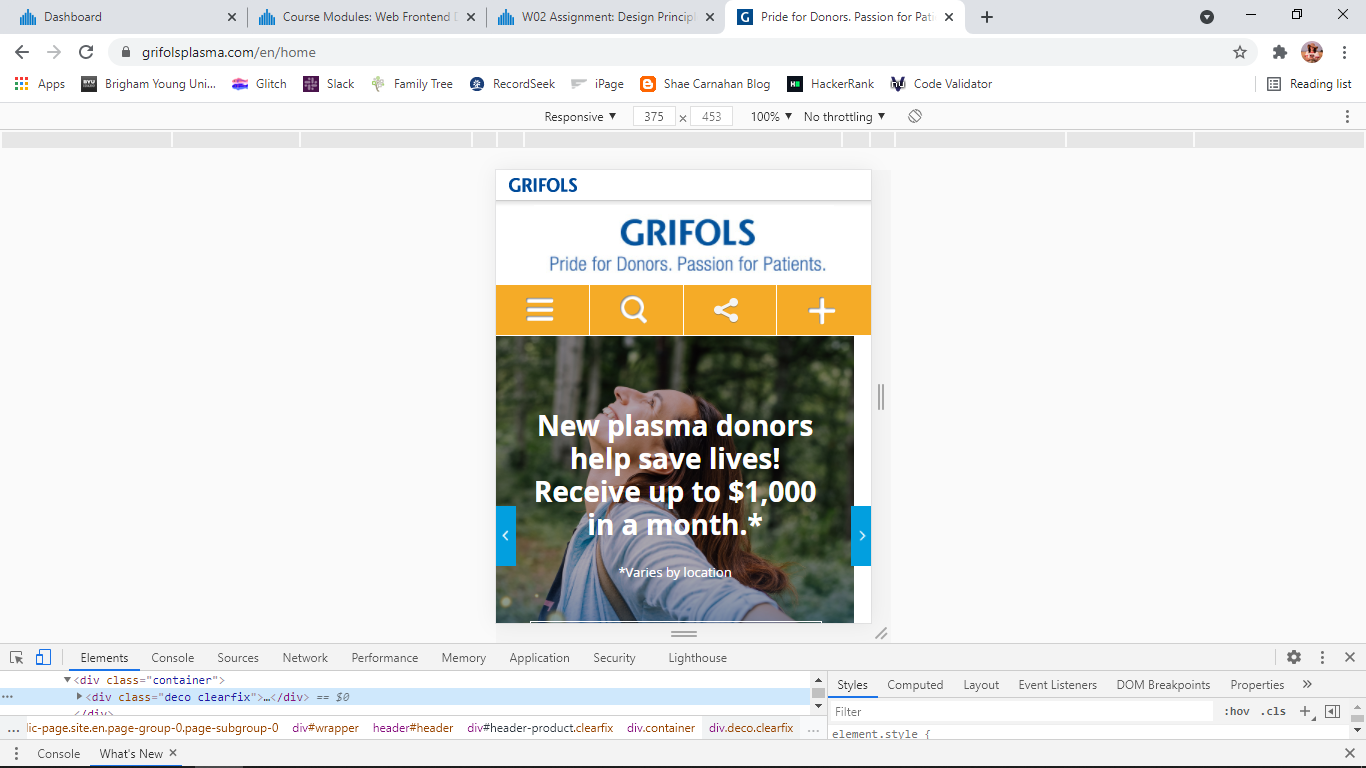 Dashboard
Course Modules: Web Frontend D
W02 Assignment: Design Principl
Pride for Donors. Passion for Pati
grifolsplasma.com/en/home
Apps
BYU
Brigham Young Uni...
Glitch
Slack
Family Tree
RecordSeek
iPage
Shae Carnahan Blog
HackerRank
Code Validator
Reading list
Responsive ▼ 375 × 453 100% ▼ No throttling ▼
GRIFOLS
GRIFOLS
Pride for Donors. Passion for Patients.
New plasma donors
help save lives!
Receive up to $1,000
in a month.*
*Varies by location
Elements Console Sources Network Performance Memory Application Security Lighthouse
▼<div class="container">
▶<div class="deco clearfix">…</div> == $0
</div>
... lic-page.site.en.page-group-0.page-subgroup-0 div#wrapper header#header div#header-product.clearfix div.container div.deco.clearfix ...
Styles Computed Layout Event Listeners DOM Breakpoints Properties »
Filter :hov .cls +
element.style {
Console What's New ×